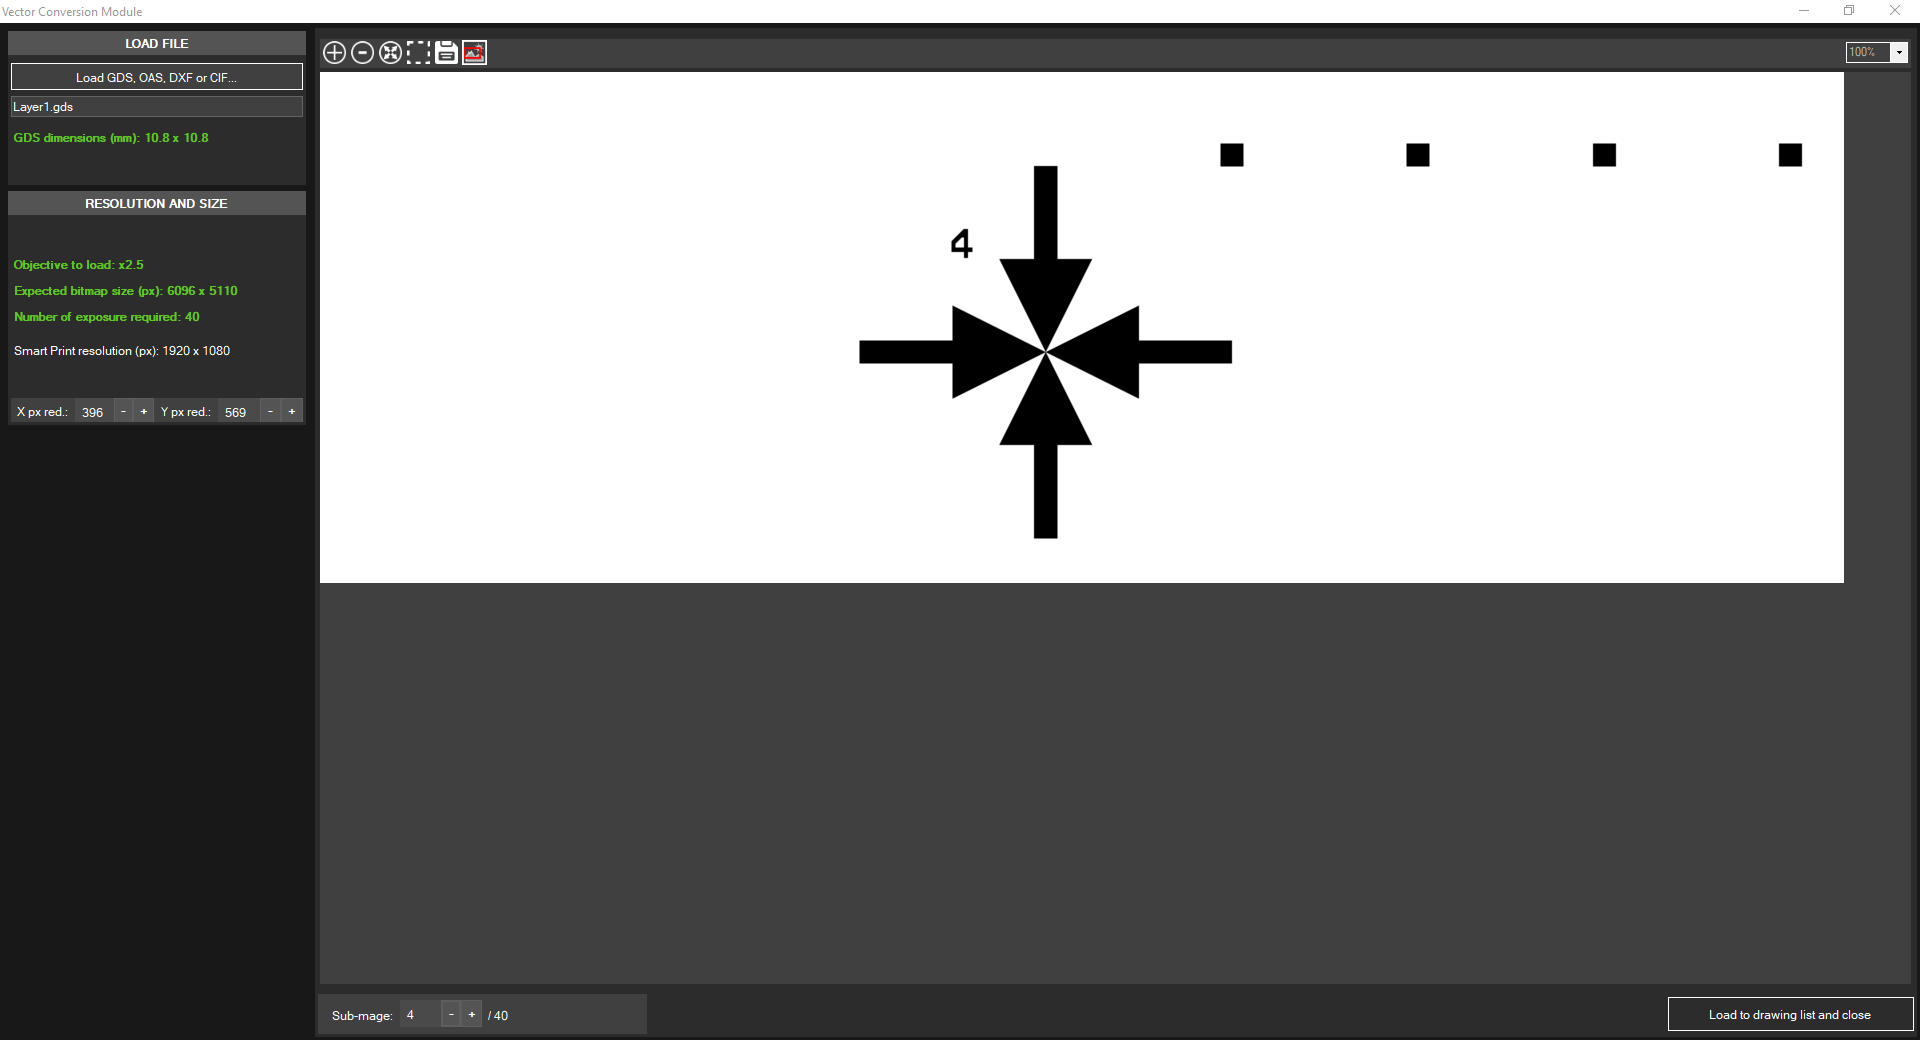 Vector Conversion Module
LOAD FILE
Load GDS, OAS, DXF or CIF...
Layer1.gds
GDS dimensions (mm): 10.8 x 10.8
RESOLUTION AND SIZE
Objective to load: x2.5
Expected bitmap size (px): 6096 x 5110
Number of exposure required: 40
Smart Print resolution (px): 1920 x 1080
X px red.: 396 - + Y px red.: 569 - +
100%
4
Sub-mage: 4 - + / 40
Load to drawing list and close